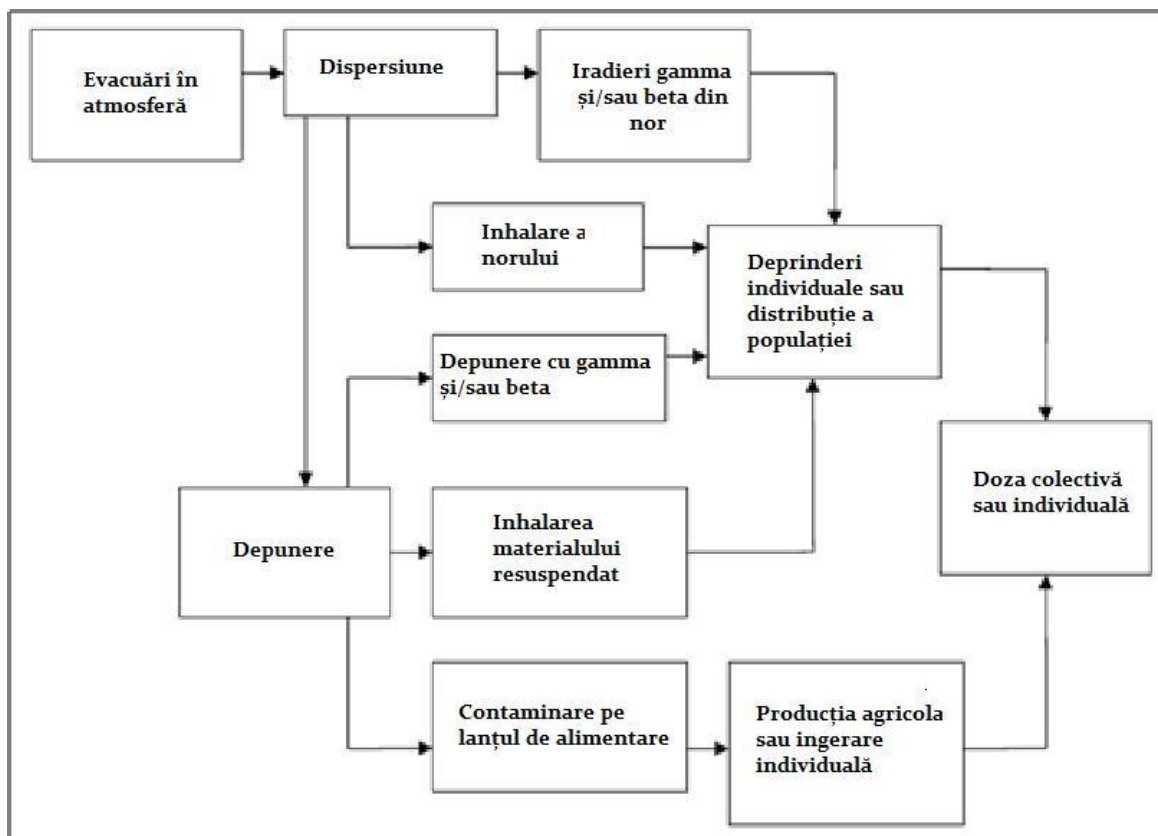 Evacuări în
atmosferă
Dispersiune
Iradieri gamma
și/sau beta din
nor
Inhalare a
norului
Deprinderi
individuale sau
distribuție a
populației
Depunere cu gamma
și/sau beta
Doza colectivă
sau individuală
Depunere
Inhalarea
materialului
resuspendat
Contaminare pe
lanțul de alimentare
Producția agricola
sau ingerare
individuală